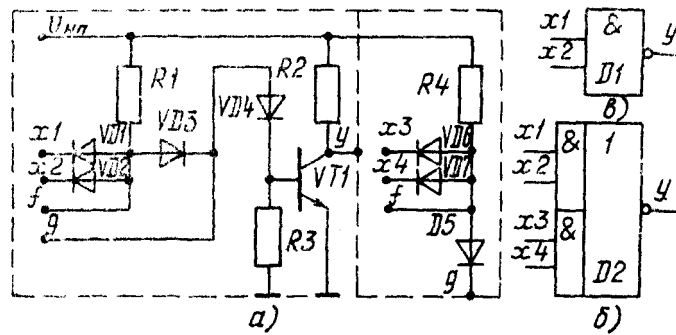 Uип
R1
R2
R4
x1
VD1
VD3
VD4
x2
VD2
f
g
y
VT1
R3
x3
VD6
x4
VD7
f
D5
g
а)
x1
x2
&
y
D1
в)
x1
x2
&
1
x3
x4
&
y
D2
б)